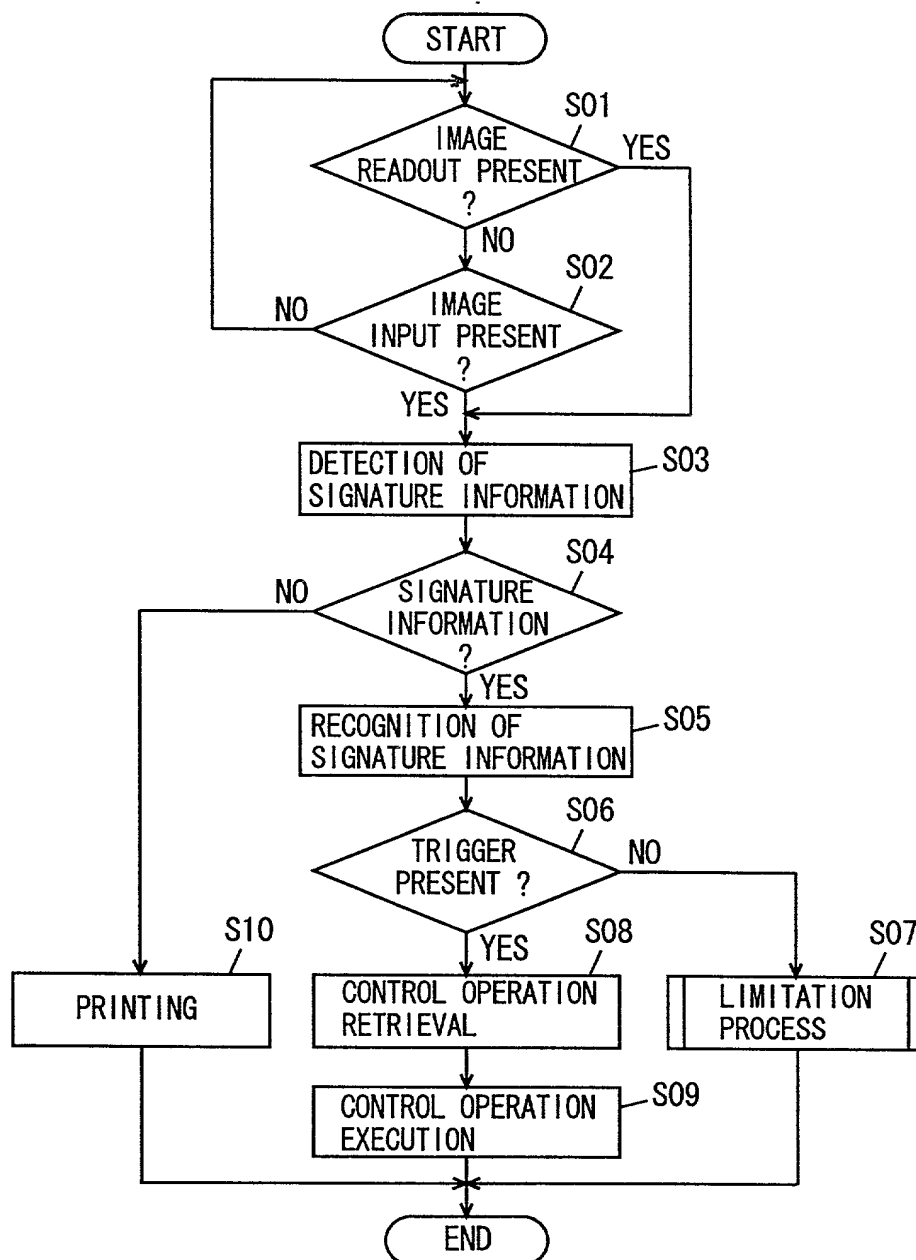 START
S01
IMAGE
READOUT PRESENT
?
YES
NO
S02
IMAGE
INPUT PRESENT
?
NO
YES
DETECTION OF
SIGNATURE INFORMATION
S03
S04
SIGNATURE
INFORMATION
?
NO
YES
RECOGNITION OF
SIGNATURE INFORMATION
S05
S06
TRIGGER
PRESENT ?
NO
YES
S10
PRINTING
S08
CONTROL OPERATION
RETRIEVAL
S07
LIMITATION
PROCESS
CONTROL OPERATION
EXECUTION
S09
END